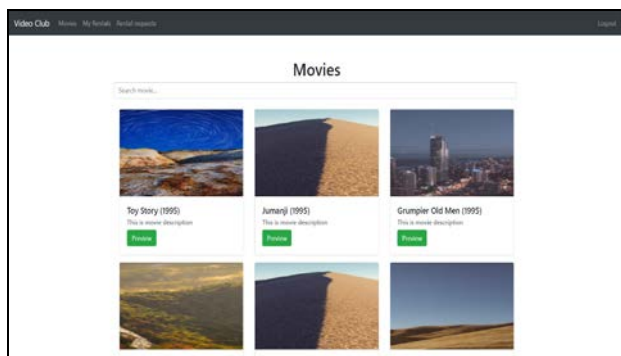 Video Club Movies My Rentals Rental requests Logout
Movies
Search movie...
Toy Story (1995) Jumanji (1995) Grumpier Old Men (1995)
This is movie description This is movie description This is movie description
Preview Preview Preview